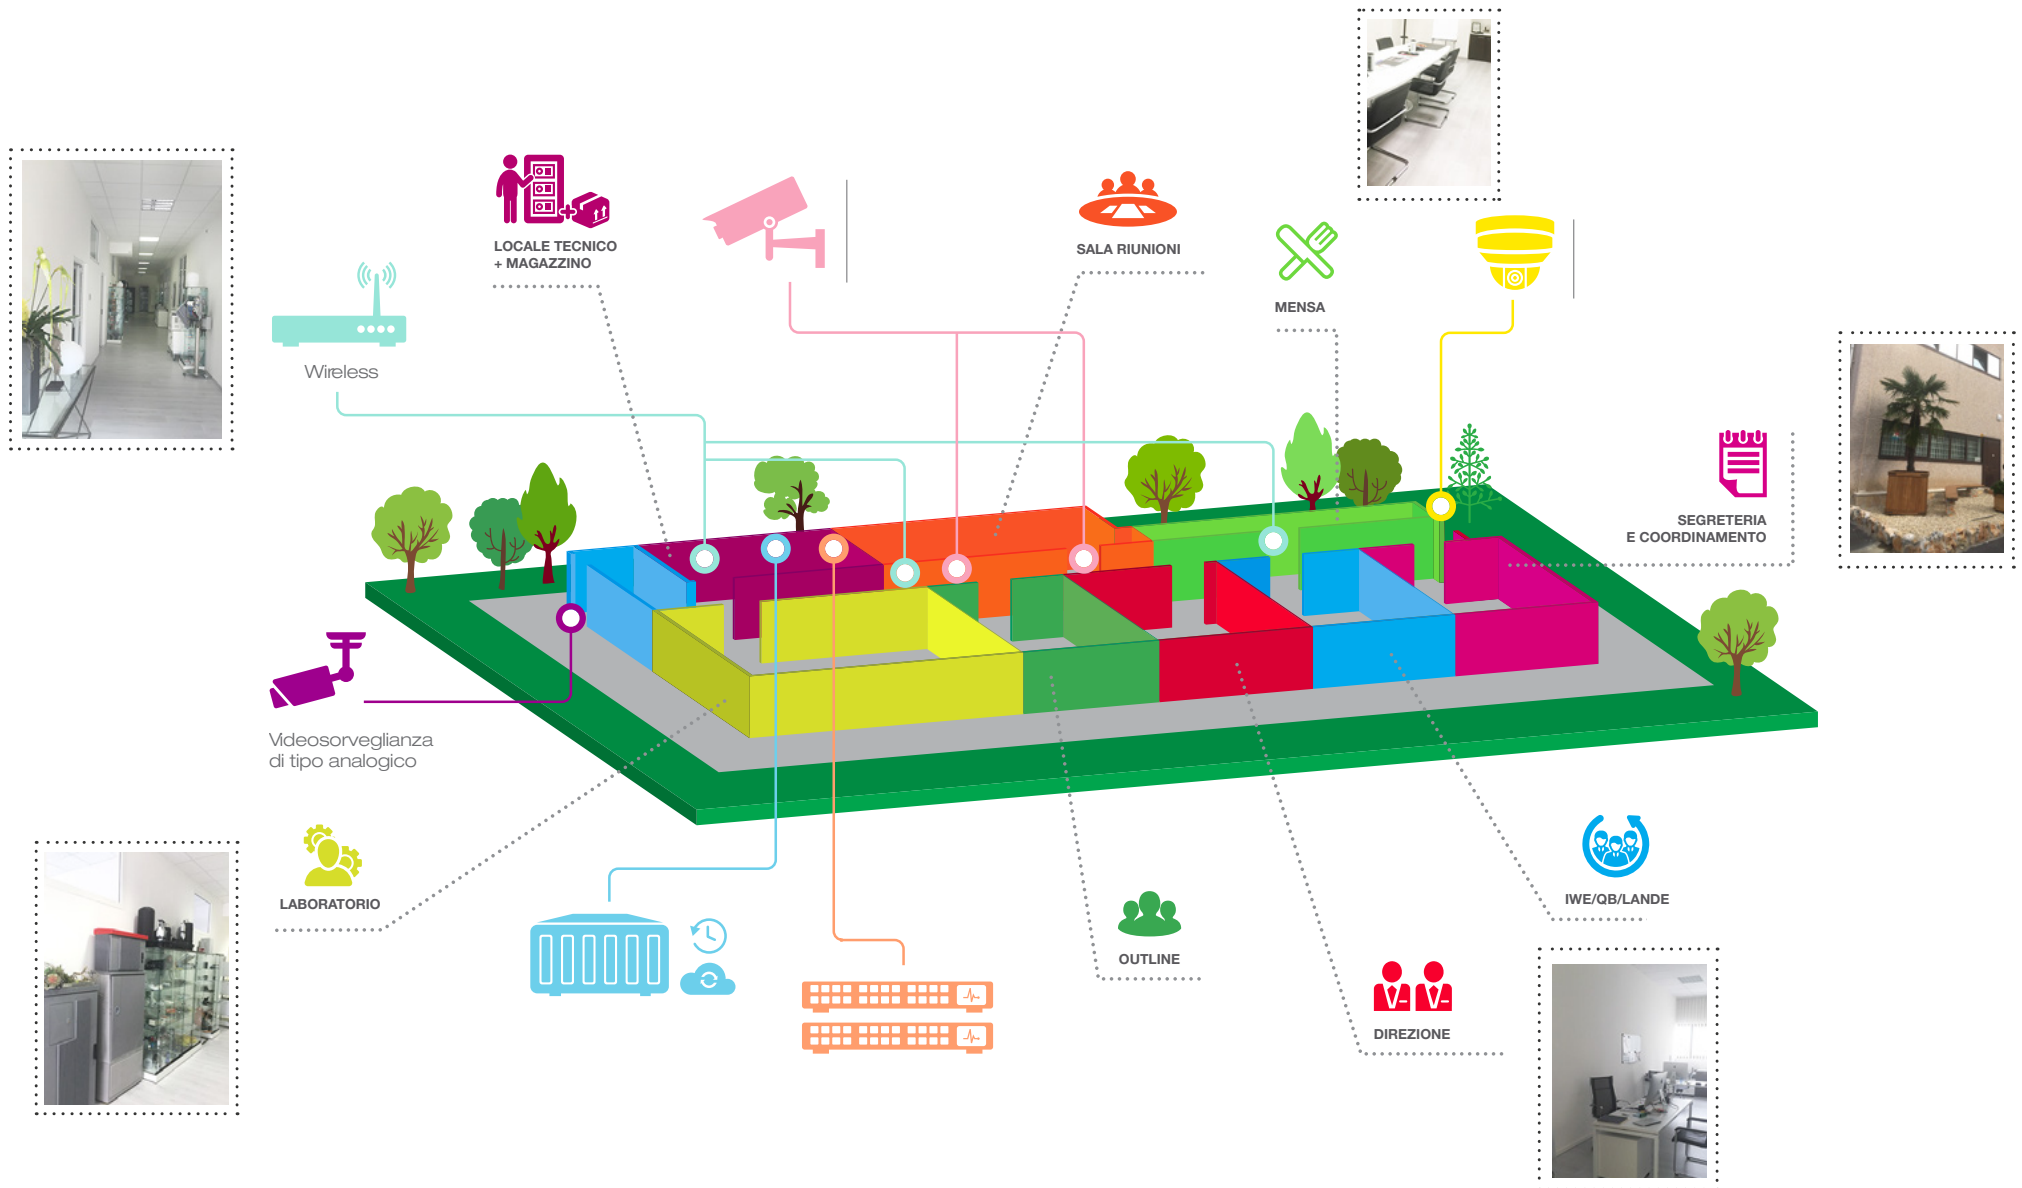 LOCALE TECNICO
+ MAGAZZINO
SALA RIUNIONI
MENSA
Wireless
SEGRETERIA
E COORDINAMENTO
Videosorveglianza
di tipo analogico
LABORATORIO
IWE/QB/LANDE
OUTLINE
DIREZIONE